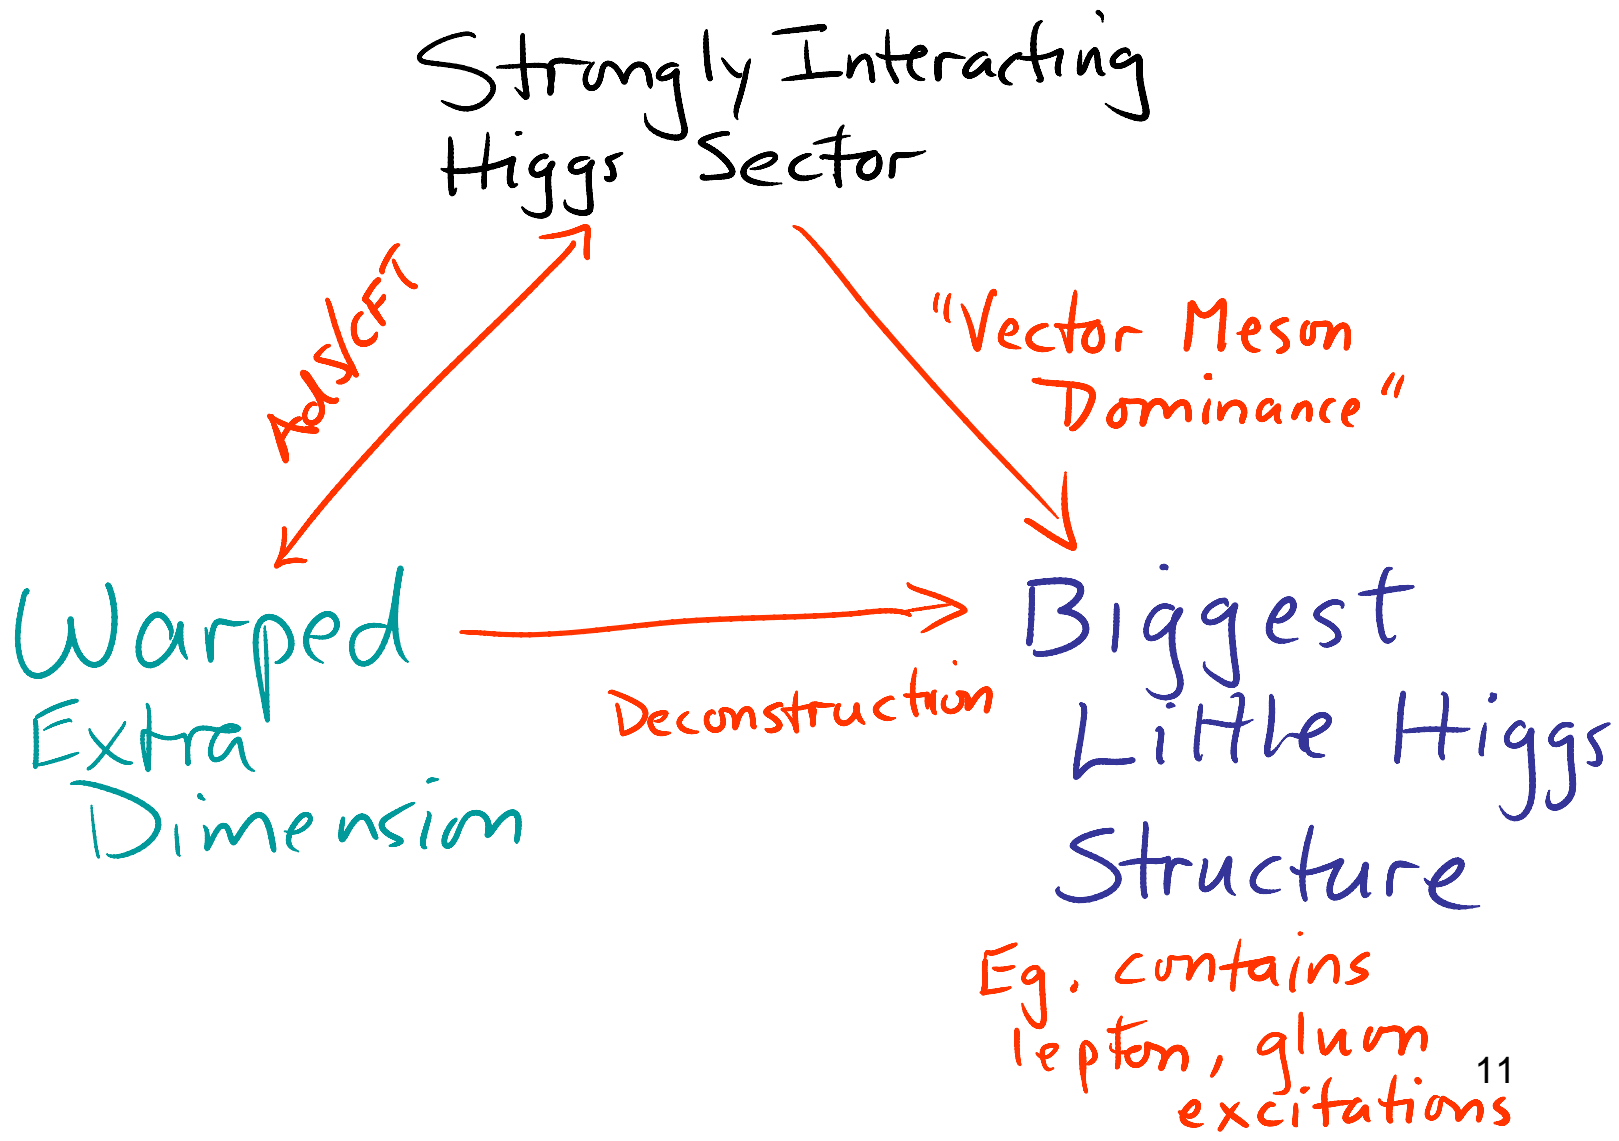 Strongly Interacting
Higgs Sector
AdS/CFT
"Vector Meson
Dominance"
Warped
Extra
Dimension
Deconstruction
Biggest
Little Higgs
Structure
Eg. contains
lepton, gluon
excitations
11